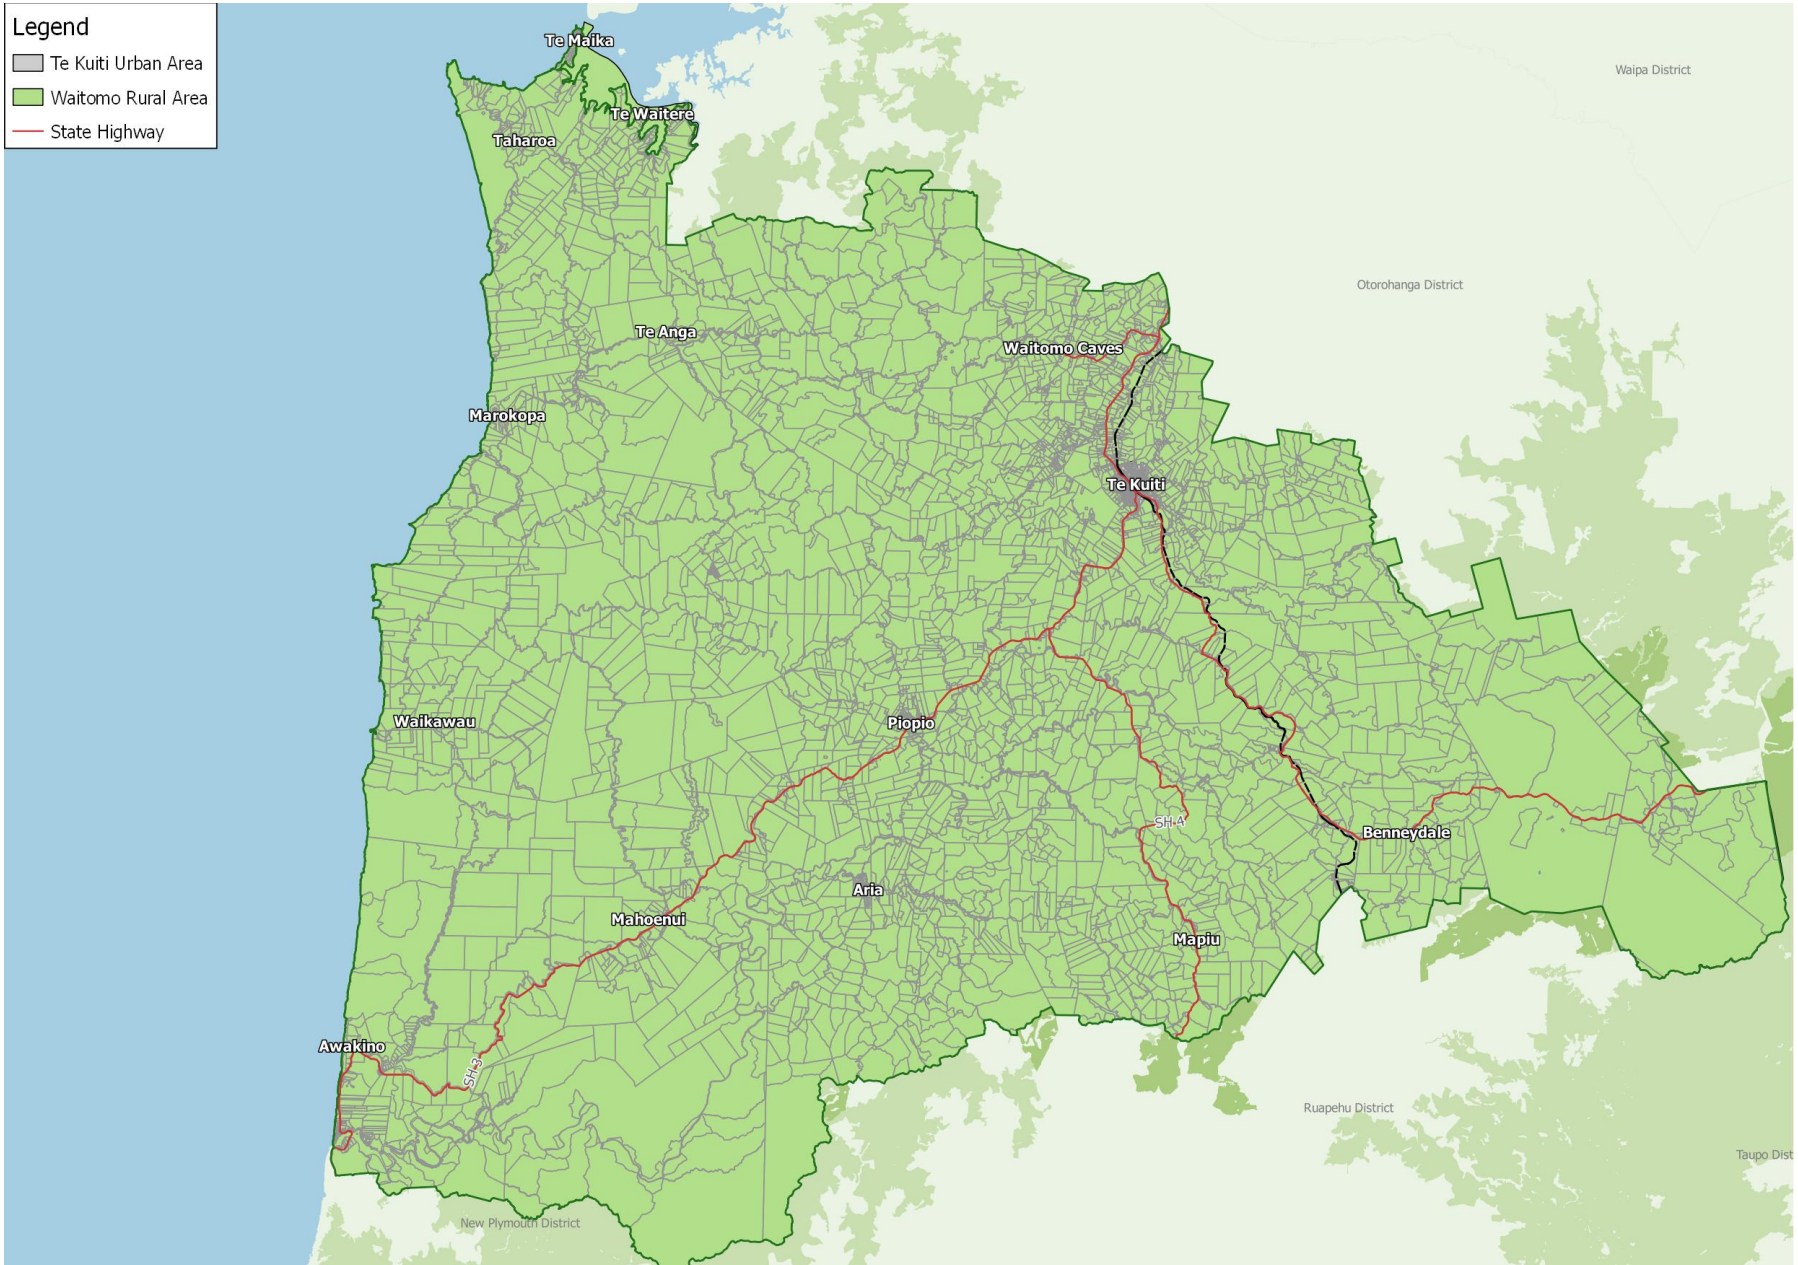 Legend
Te Kuiti Urban Area
Waitomo Rural Area
State Highway
Te Maika
Waipa District
Te Waitere
Taharoa
Otorohanga District
Te Anga
Waitomo Caves
Marokopa
Te Kuiti
Waikawau
Piopio
SH 4
Benneydale
Aria
Mahoenui
Mapiu
Awakino
SH 3
Ruapehu District
Taupo Dist
New Plymouth District